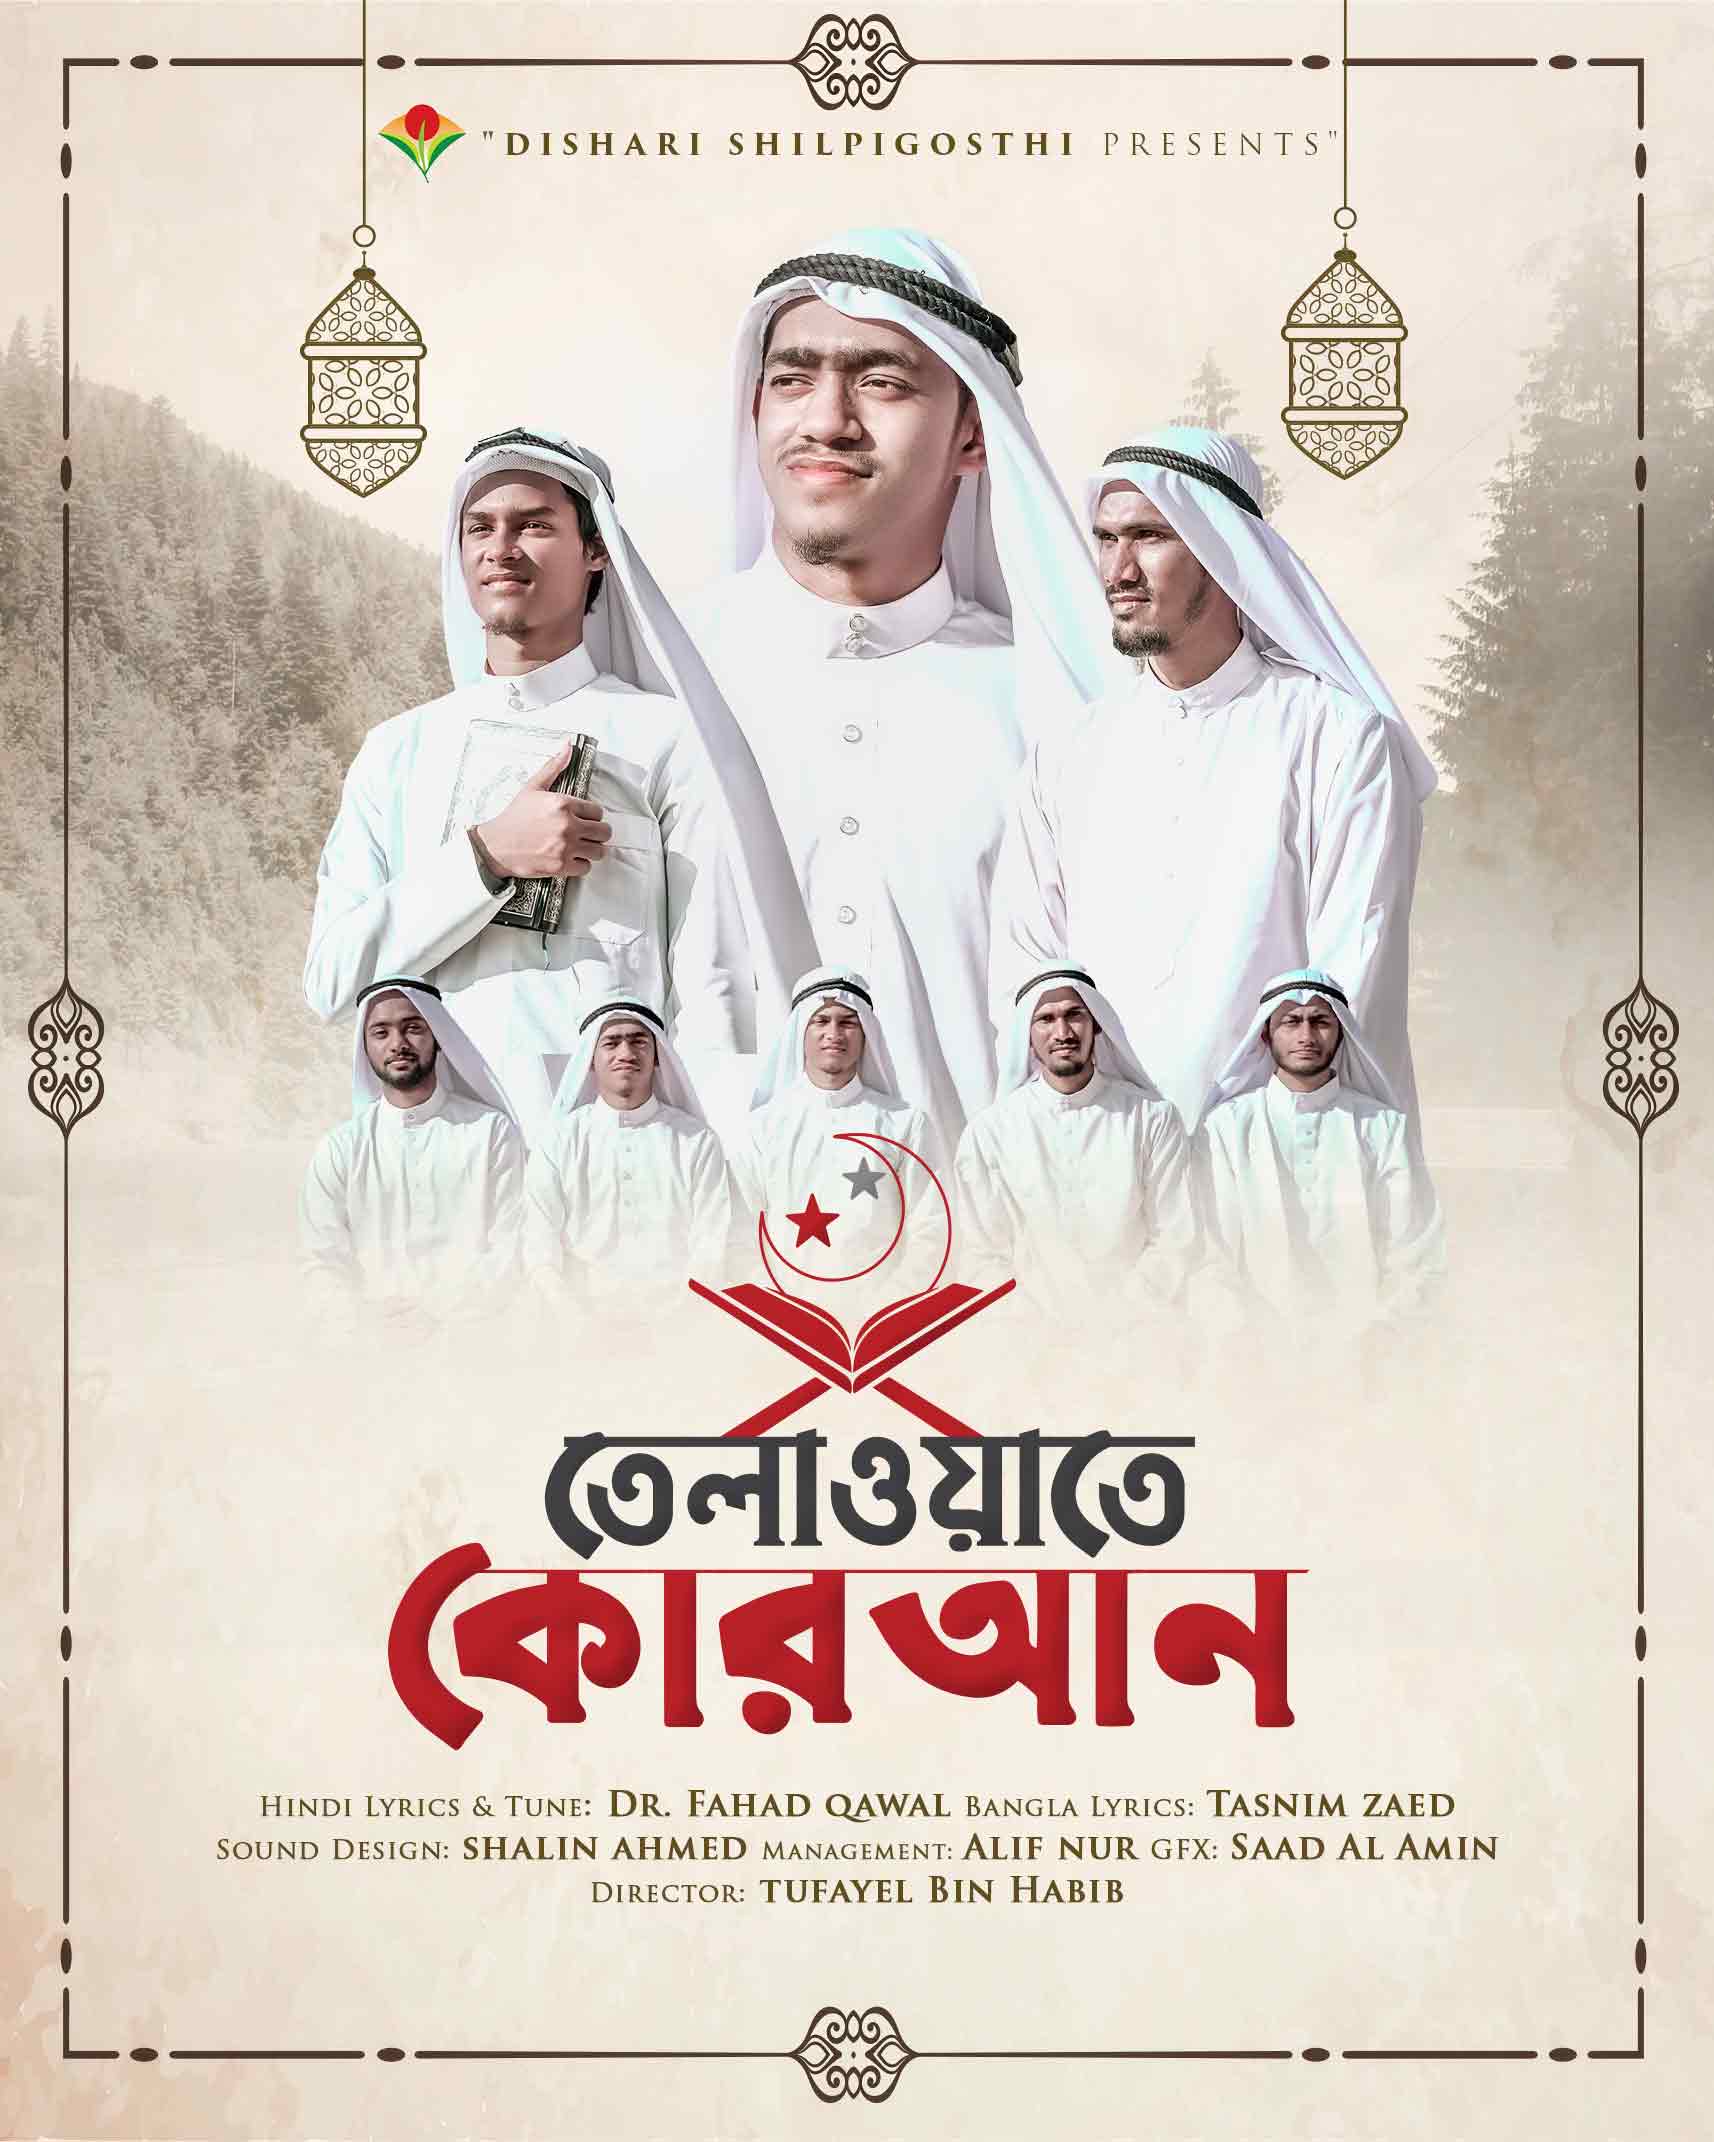 "DISHARI SHILPIGOSTHI PRESENTS"
তেলাওয়াতে
কোরআন
HINDI LYRICS & TUNE: DR. FAHAD QAWAL BANGLA LYRICS: TASNIM ZAED
SOUND DESIGN: SHALIN AHMED MANAGEMENT: ALIF NUR GFX: SAAD AL AMIN
DIRECTOR: TUFAYEL BIN HABIB